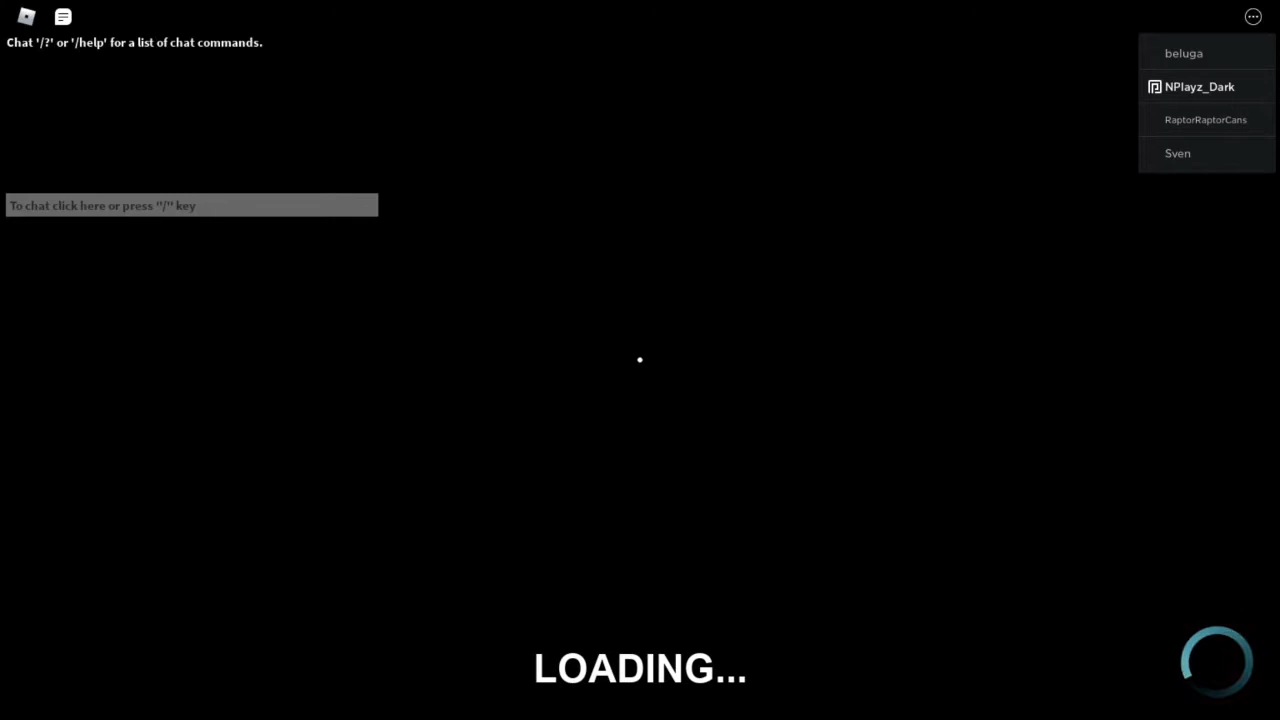 Chat '/?' or '/help' for a list of chat commands.
beluga
NPlayz_Dark
RaptorRaptorCans
Sven
To chat click here or press "/" key
LOADING...